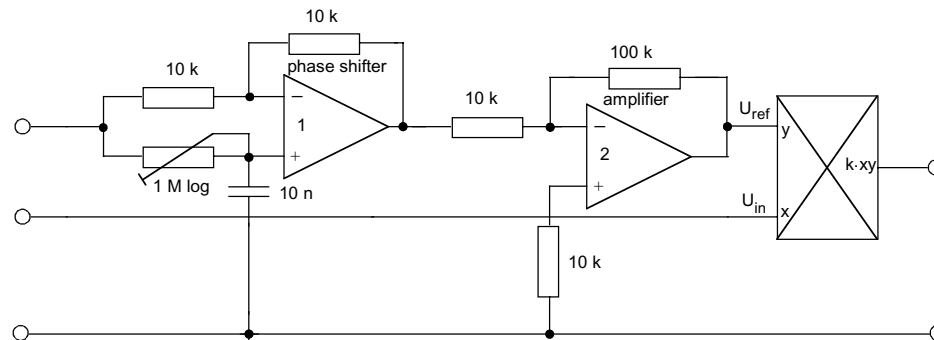 10 k
phase shifter
10 k
−
1
+
1 M log
10 n
10 k
100 k
amplifier
−
2
+
10 k
U_ref
y
k·xy
U_in
x